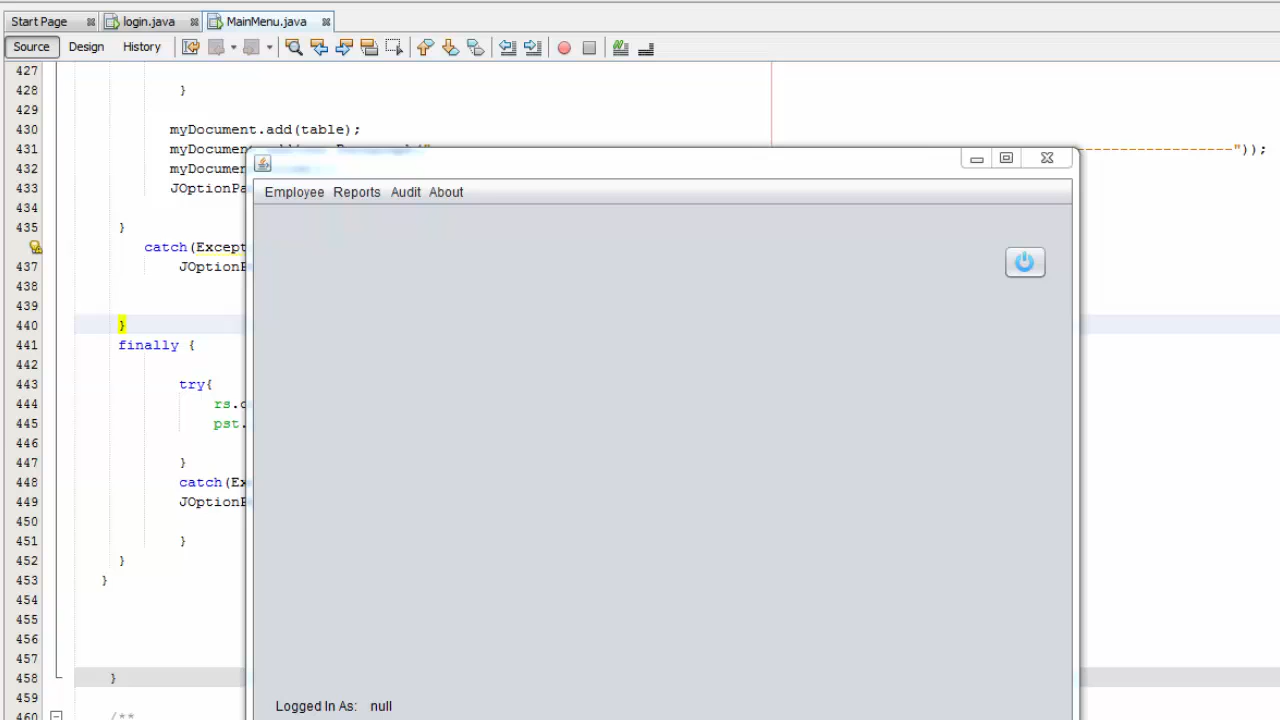 Start Page login.java MainMenu.java
Source Design History
427
428 }
429
430 myDocument.add(table);
431 myDocument "));
432 myDocumen
433 JOptionPa
434
435 }
catch(Except
437 JOptionP
438
439
440 }
441 finally {
442
443 try{
444 rs.c
445 pst.
446
447 }
448 catch(Ex
449 JOptionP
450
451 }
452 }
453 }
454
455
456
457
458 }
459
460 /**
Employee Reports Audit About
Logged In As: null